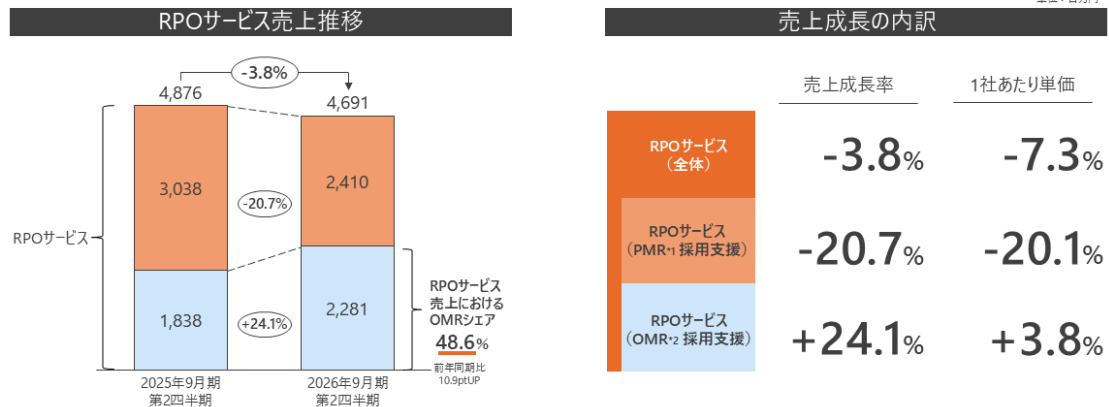 RPOサービス売上推移
-3.8%
4,876
4,691
3,038
2,410
-20.7%
RPOサービス
1,838
2,281
+24.1%
RPOサービス
売上における
OMRシェア
48.6%
前年同期比
10.9ptUP
2025年9月期
第2四半期
2026年9月期
第2四半期
売上成長の内訳
売上成長率
1社あたり単価
RPOサービス
（全体）
-3.8%
-7.3%
RPOサービス
（PMR*1 採用支援）
-20.7%
-20.1%
RPOサービス
（OMR*2 採用支援）
+24.1%
+3.8%